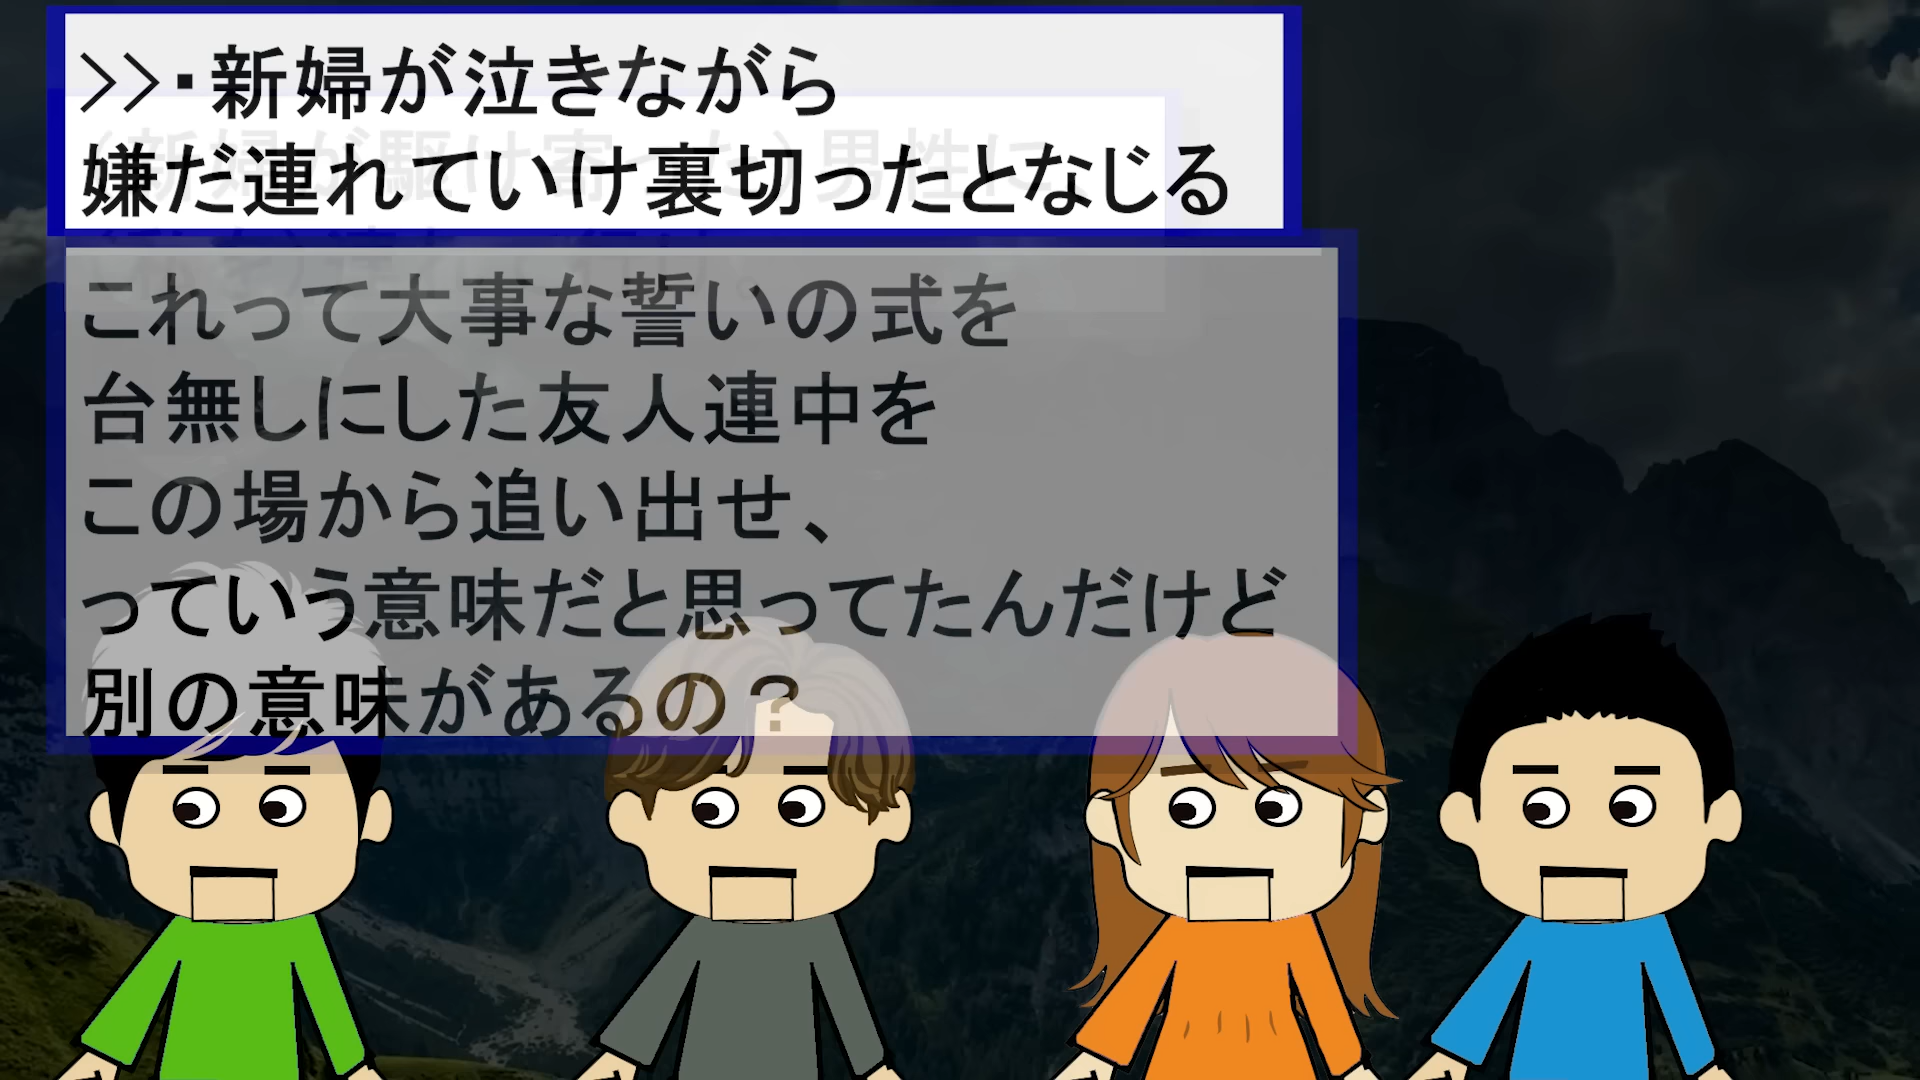 >>・新婦が泣きながら
嫌だ連れていけ裏切ったとなじる
これって大事な誓いの式を
台無しにした友人連中を
この場から追い出せ、
っていう意味だと思ってたんだけど
別の意味があるの？